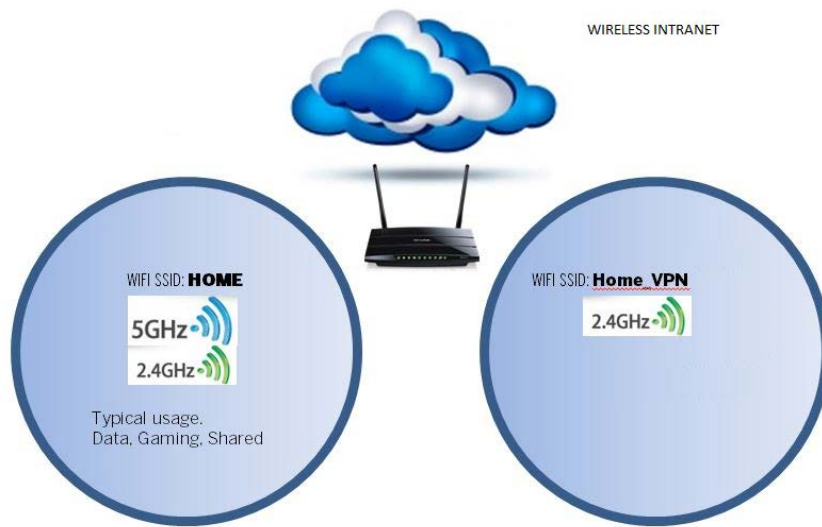 WIRELESS INTRANET
WIFI SSID: HOME
5GHz
2.4GHz
Typical usage.
Data, Gaming, Shared
WIFI SSID: Home_VPN
2.4GHz